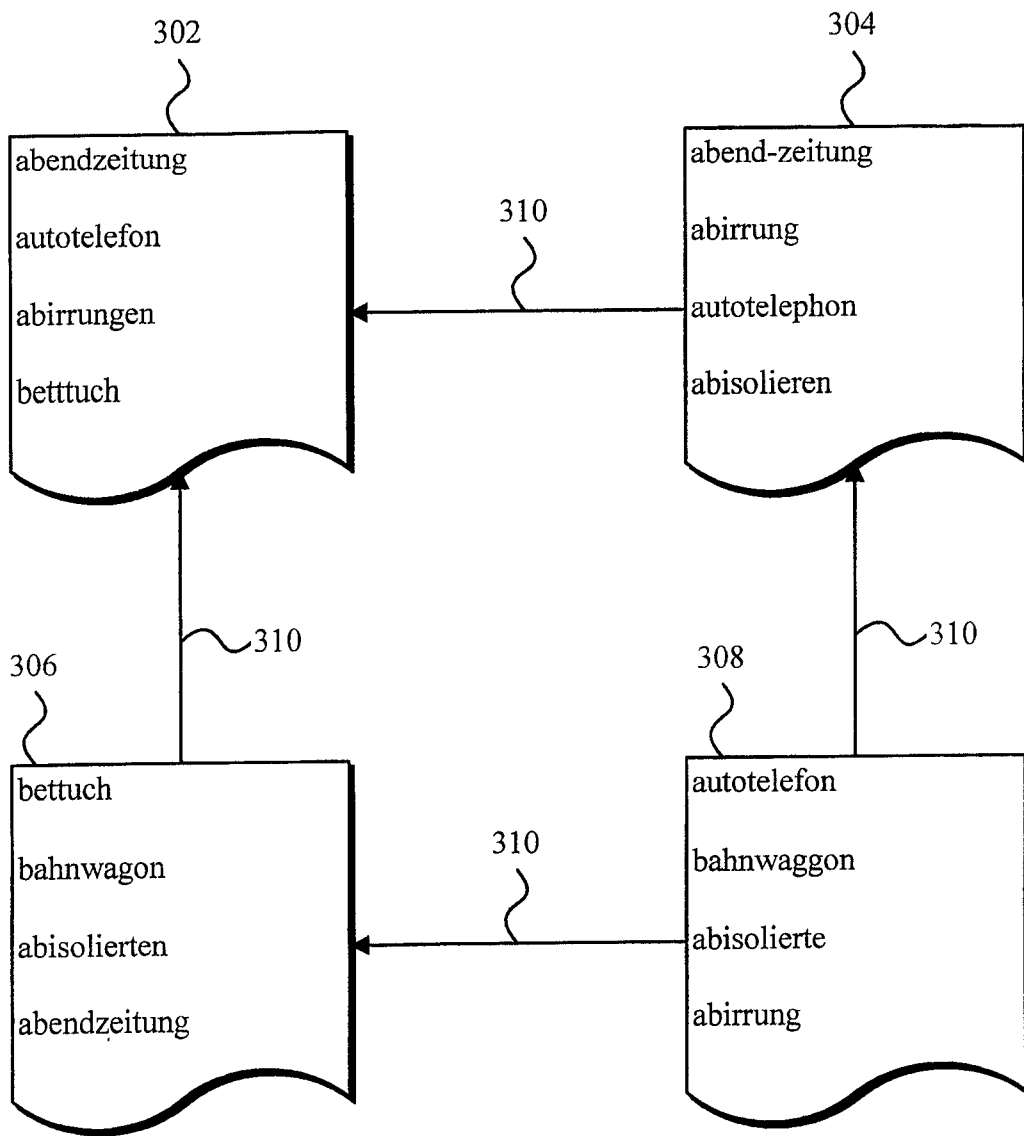 302
304
abendzeitung
autotelefon
abirrungen
betttuch
310
abend-zeitung
abirrung
autotelephon
abisolieren
310
310
306
308
bettuch
bahnwagon
abisolierten
abendzeitung
310
autotelefon
bahnwaggon
abisolierte
abirrung